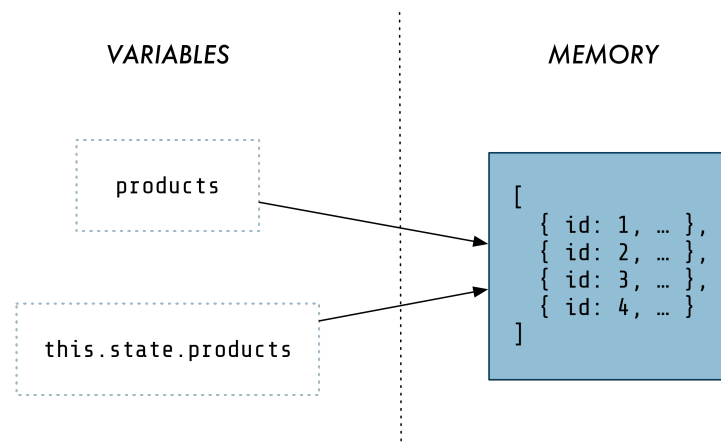 VARIABLES
MEMORY
products
this.state.products
[
{ id: 1, … },
{ id: 2, … },
{ id: 3, … },
{ id: 4, … }
]